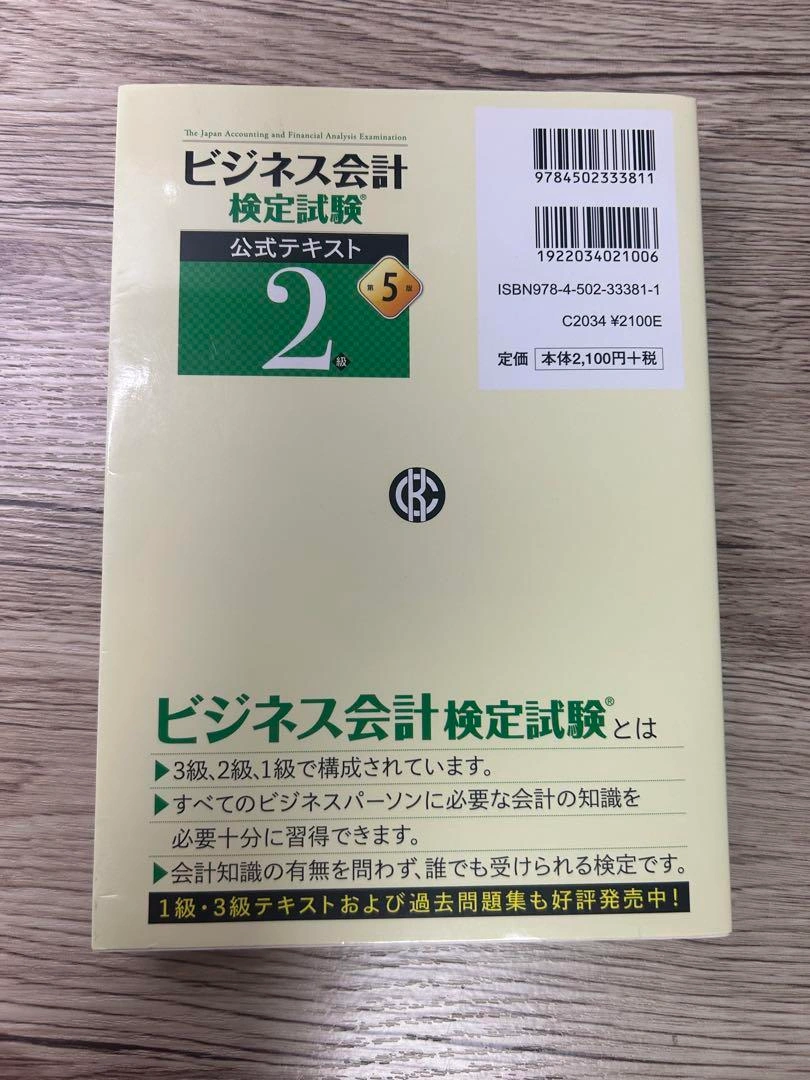 The Japan Accounting and Financial Analysis Examination
ビジネス会計
検定試験®
公式テキスト
2級
第5版
9784502333811
1922034021006
ISBN978-4-502-33381-1
C2034 ¥2100E
定価 本体2,100円+税
ビジネス会計検定試験®とは
▶3級、2級、1級で構成されています。
▶すべてのビジネスパーソンに必要な会計の知識を
必要十分に習得できます。
▶会計知識の有無を問わず、誰でも受けられる検定です。
1級・3級テキストおよび過去問題集も好評発売中！